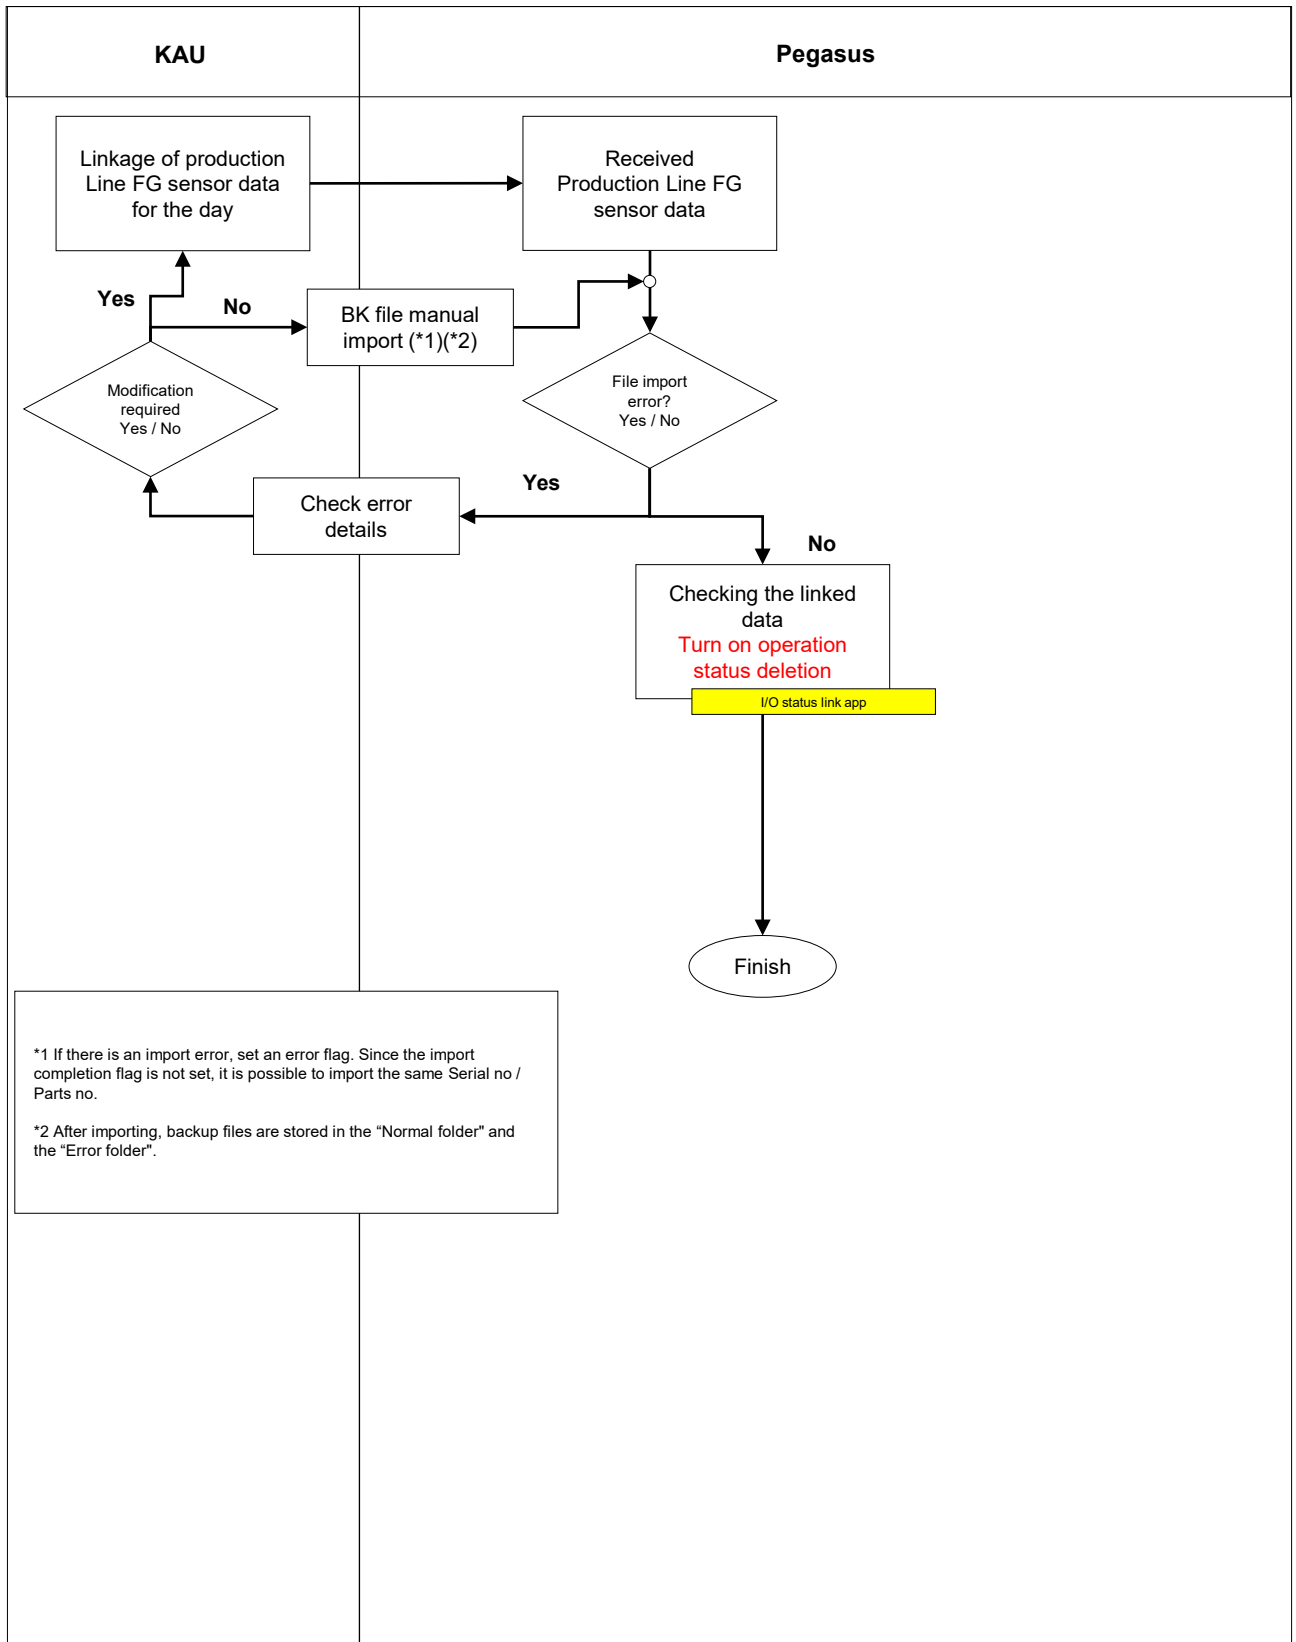 KAU
Pegasus
Linkage of production
Line FG sensor data
for the day
Received
Production Line FG
sensor data
Yes
No
BK file manual
import (*1)(*2)
Modification
required
Yes / No
File import
error?
Yes / No
Yes
Check error
details
No
Checking the linked
data
Turn on operation
status deletion
I/O status link app
Finish
*1 If there is an import error, set an error flag. Since the import
completion flag is not set, it is possible to import the same Serial no /
Parts no.
*2 After importing, backup files are stored in the “Normal folder" and
the “Error folder".